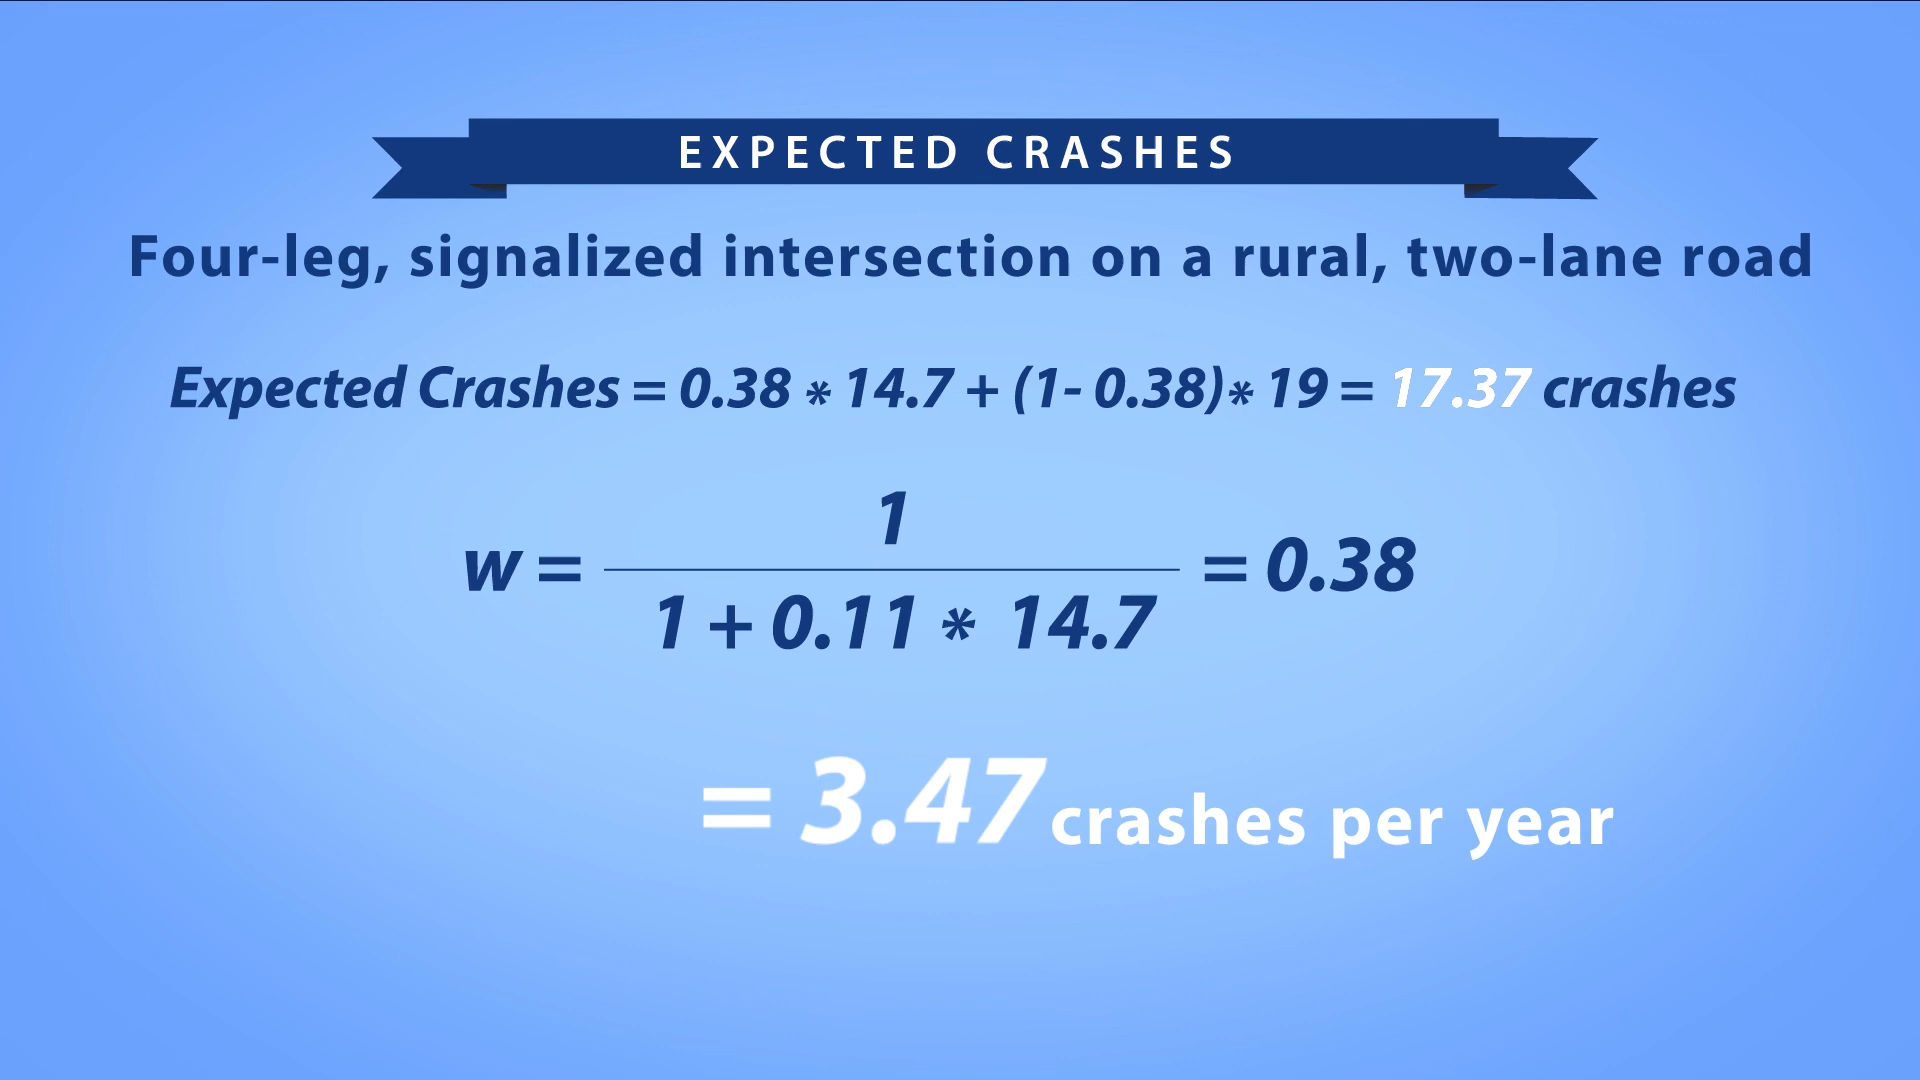 EXPECTED CRASHES
Four-leg, signalized intersection on a rural, two-lane road
Expected Crashes = 0.38 * 14.7 + (1- 0.38)* 19 = 17.37 crashes
1
w = = 0.38
1 + 0.11 * 14.7
= 3.47 crashes per year